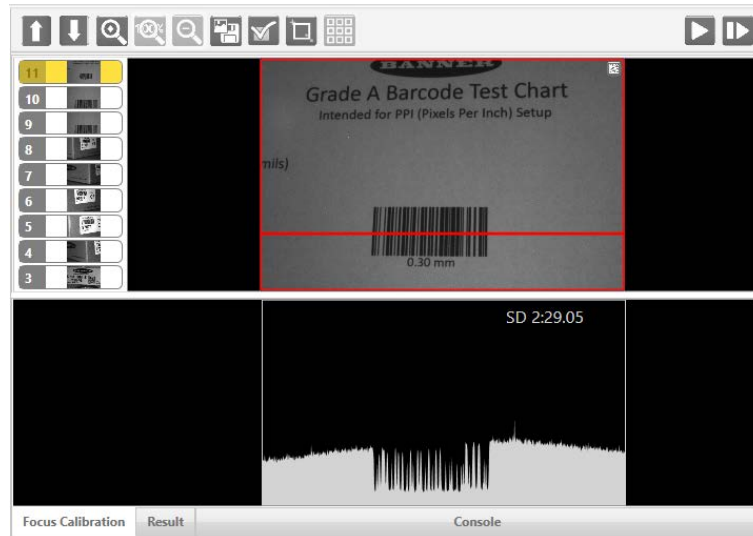 11
10
9
8
7
6
5
4
3
BANNER
Grade A Barcode Test Chart
Intended for PPI (Pixels Per Inch) Setup
mils)
0.30 mm
SD 2:29.05
Focus Calibration
Result
Console